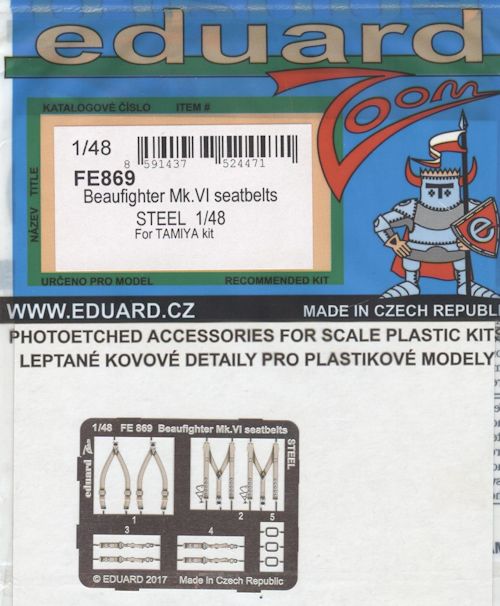 eduard
Zoom
KATALOGOVÉ ČÍSLO ITEM #
1/48
8 591437 524471
FE869
Beaufighter Mk.VI seatbelts
STEEL 1/48
For TAMIYA kit
NÁZEV TITLE
URČENO PRO MODEL RECOMMENDED KIT
e
WWW.EDUARD.CZ MADE IN CZECH REPUBL
PHOTOETCHED ACCESSORIES FOR SCALE PLASTIC KITS
LEPTANÉ KOVOVÉ DETAILY PRO PLASTIKOVÉ MODELY
1/48 FE 869 Beaufighter Mk.VI seatbelts
eduard
STEEL
1 2 5
3 4
© EDUARD 2017 Made in Czech Republic